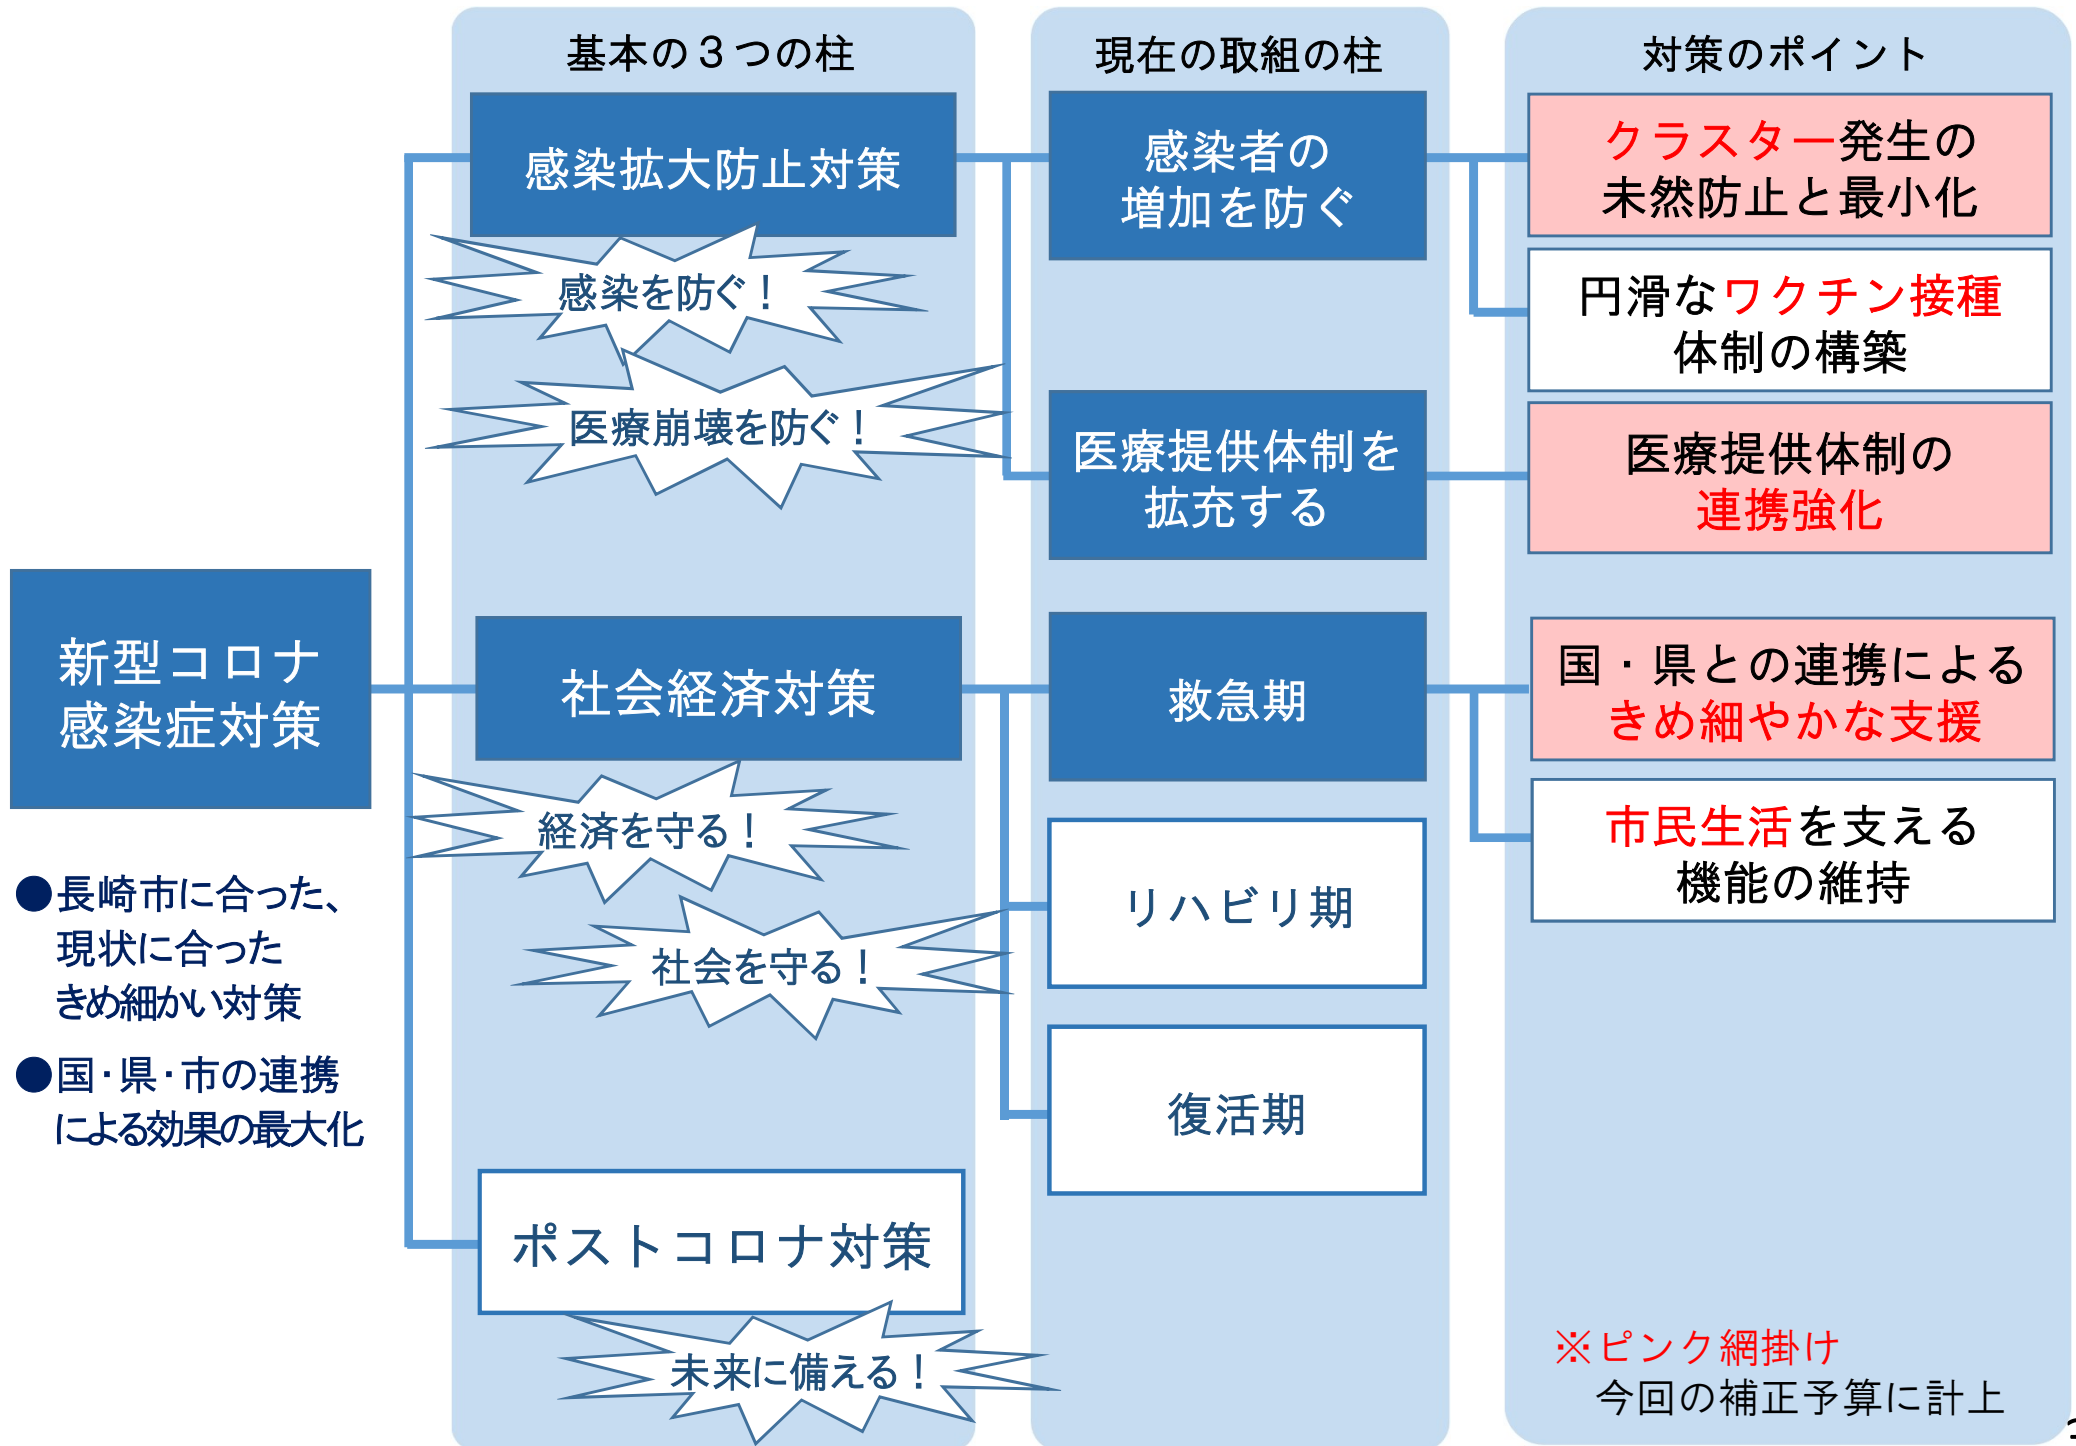 基本の３つの柱
現在の取組の柱
対策のポイント
新型コロナ
感染症対策
●長崎市に合った、
現状に合った
きめ細かい対策
●国・県・市の連携
による効果の最大化
感染拡大防止対策
感染を防ぐ！
医療崩壊を防ぐ！
社会経済対策
経済を守る！
社会を守る！
ポストコロナ対策
未来に備える！
感染者の
増加を防ぐ
医療提供体制を
拡充する
救急期
リハビリ期
復活期
クラスター発生の
未然防止と最小化
円滑なワクチン接種
体制の構築
医療提供体制の
連携強化
国・県との連携による
きめ細やかな支援
市民生活を支える
機能の維持
※ピンク網掛け
今回の補正予算に計上